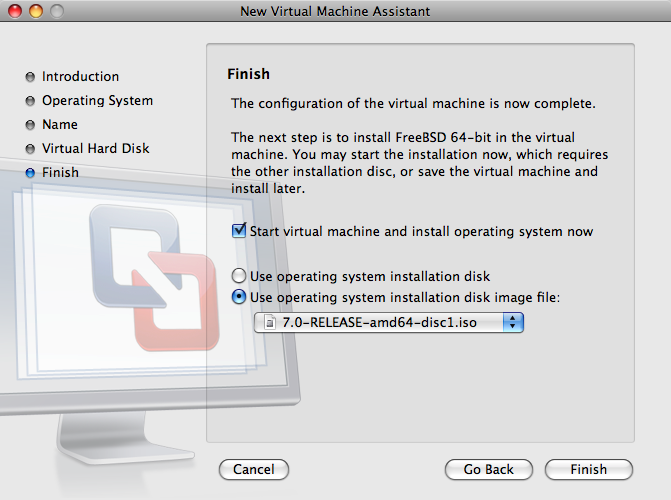 New Virtual Machine Assistant
Introduction
Operating System
Name
Virtual Hard Disk
Finish
Finish
The configuration of the virtual machine is now complete.
The next step is to install FreeBSD 64-bit in the virtual
machine. You may start the installation now, which requires
the other installation disc, or save the virtual machine and
install later.
Start virtual machine and install operating system now
Use operating system installation disk
Use operating system installation disk image file:
7.0-RELEASE-amd64-disc1.iso
Cancel
Go Back
Finish